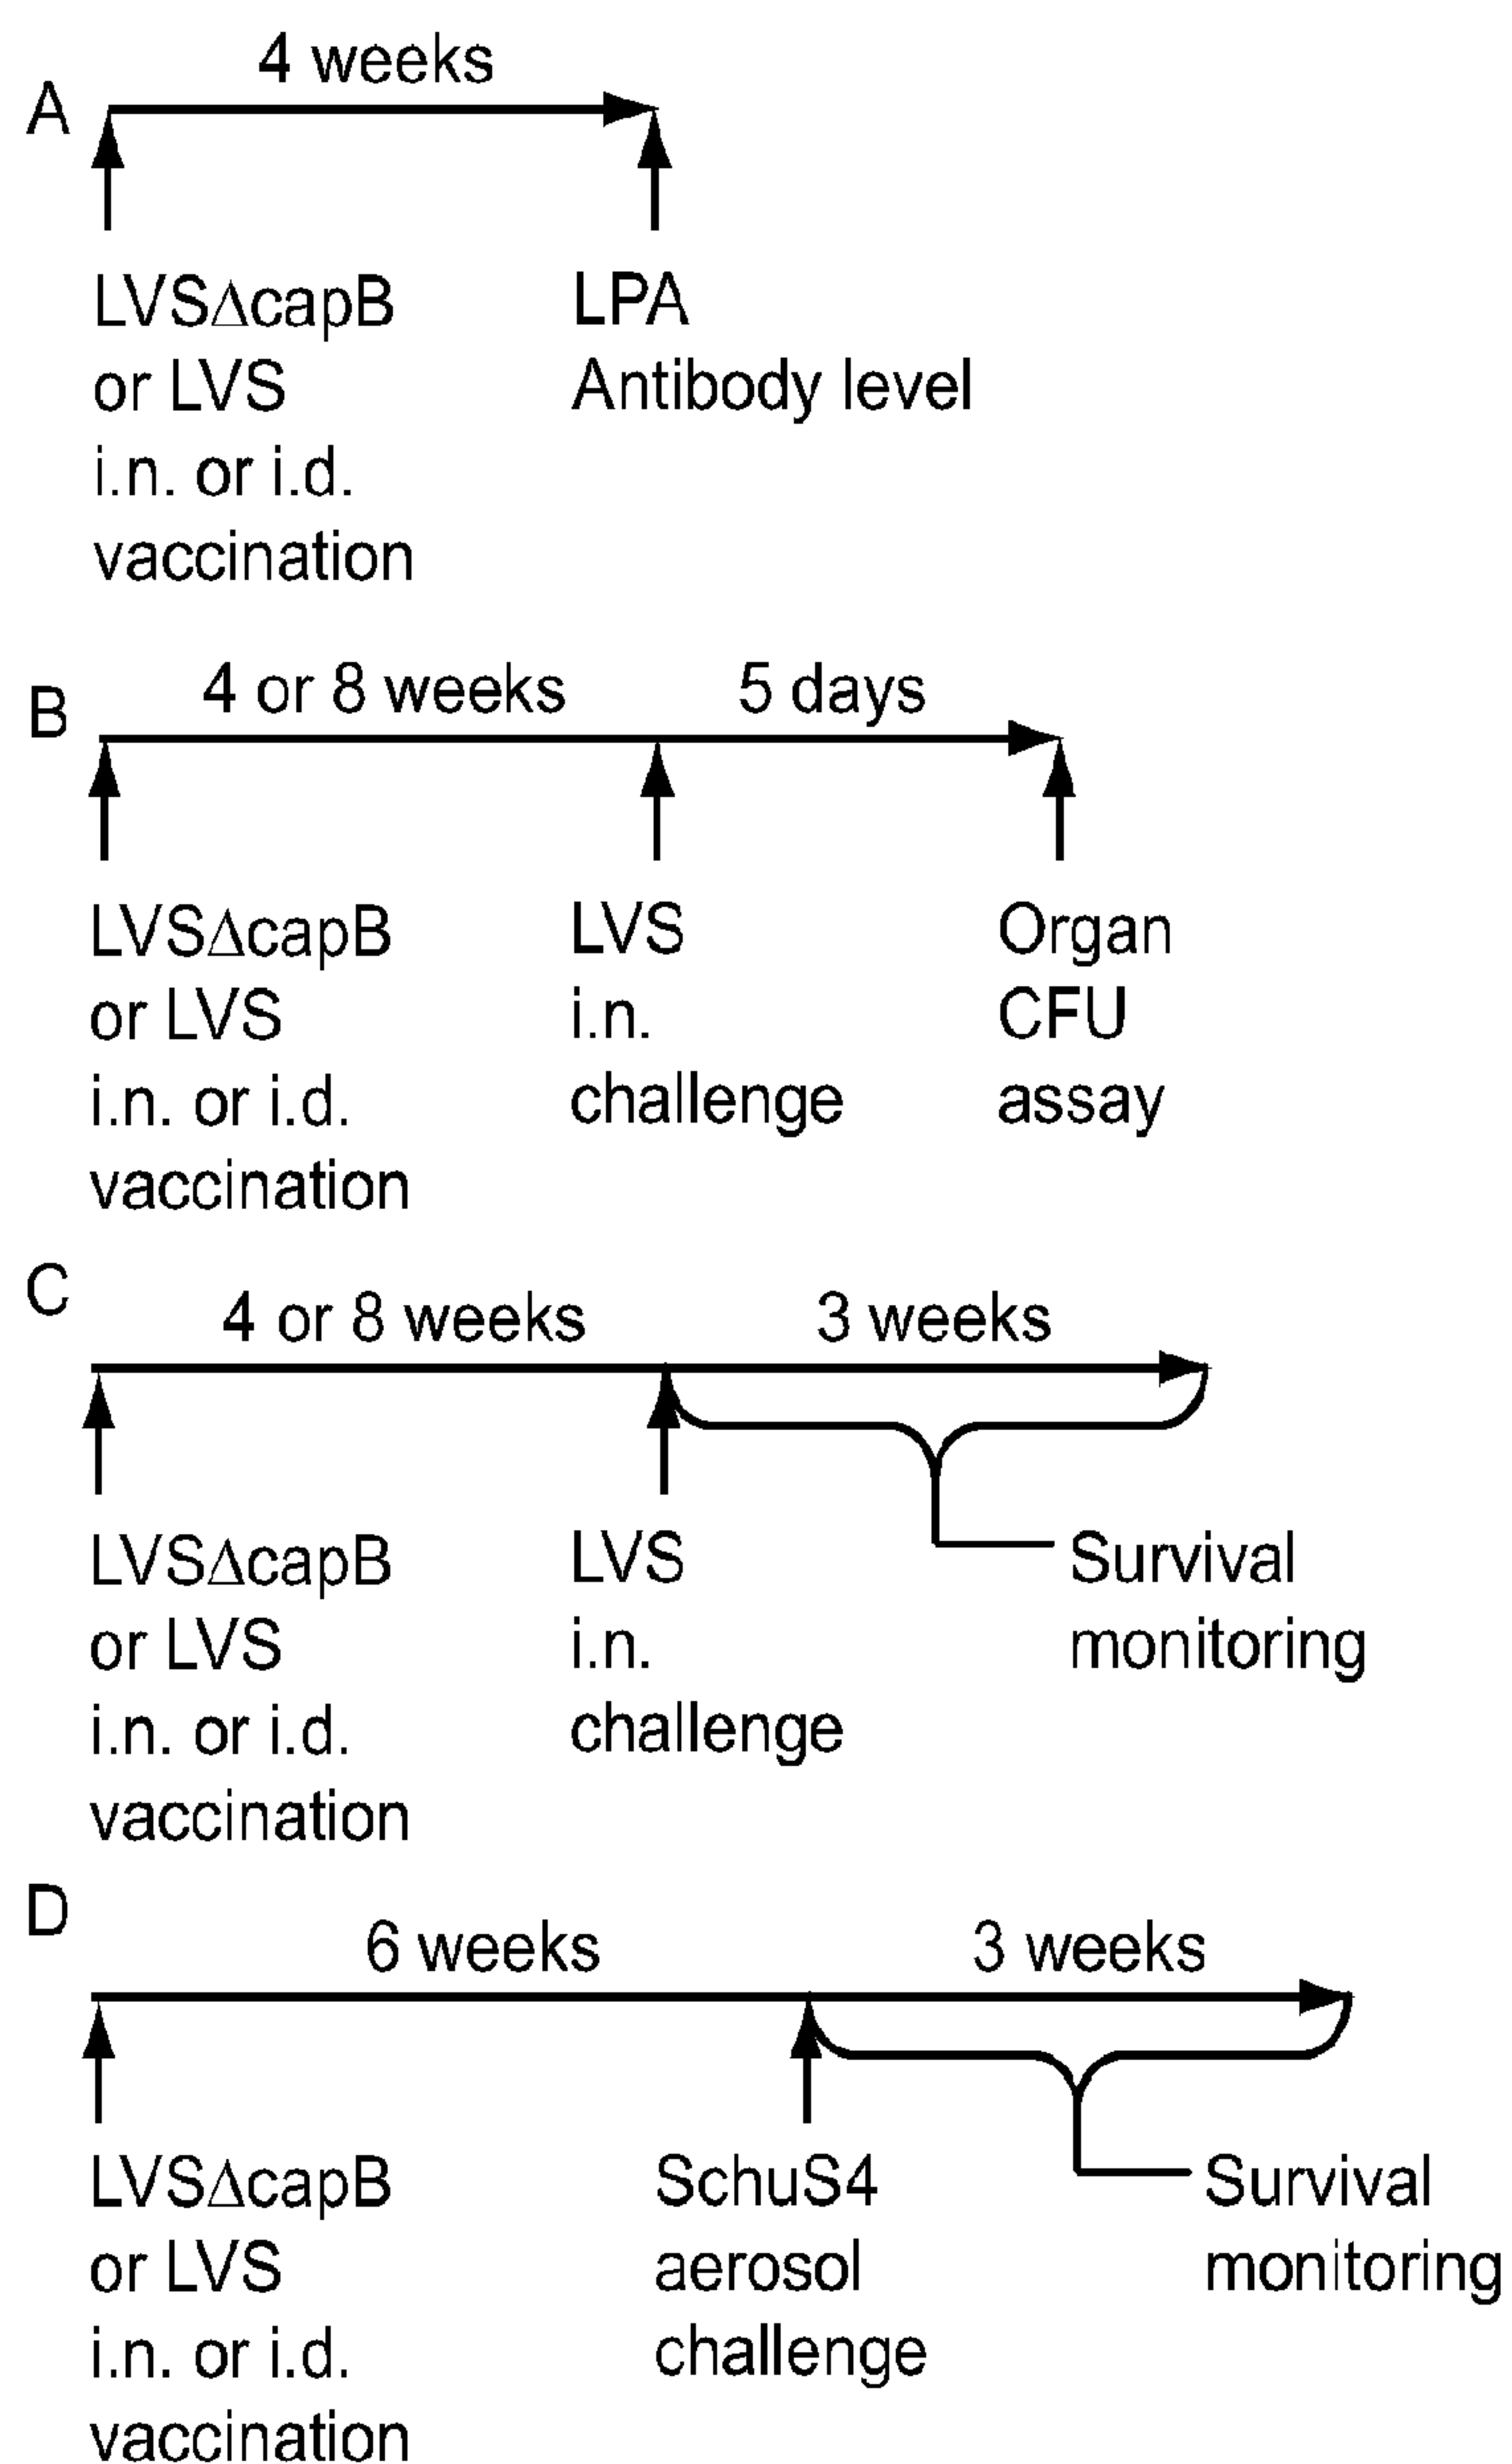 A
4 weeks
LVSΔcapB
or LVS
i.n. or i.d.
vaccination
LPA
Antibody level
B
4 or 8 weeks
5 days
LVSΔcapB
or LVS
i.n. or i.d.
vaccination
LVS
i.n.
challenge
Organ
CFU
assay
C
4 or 8 weeks
3 weeks
LVSΔcapB
or LVS
i.n. or i.d.
vaccination
LVS
i.n.
challenge
Survival
monitoring
D
6 weeks
3 weeks
LVSΔcapB
or LVS
i.n. or i.d.
vaccination
SchuS4
aerosol
challenge
Survival
monitoring